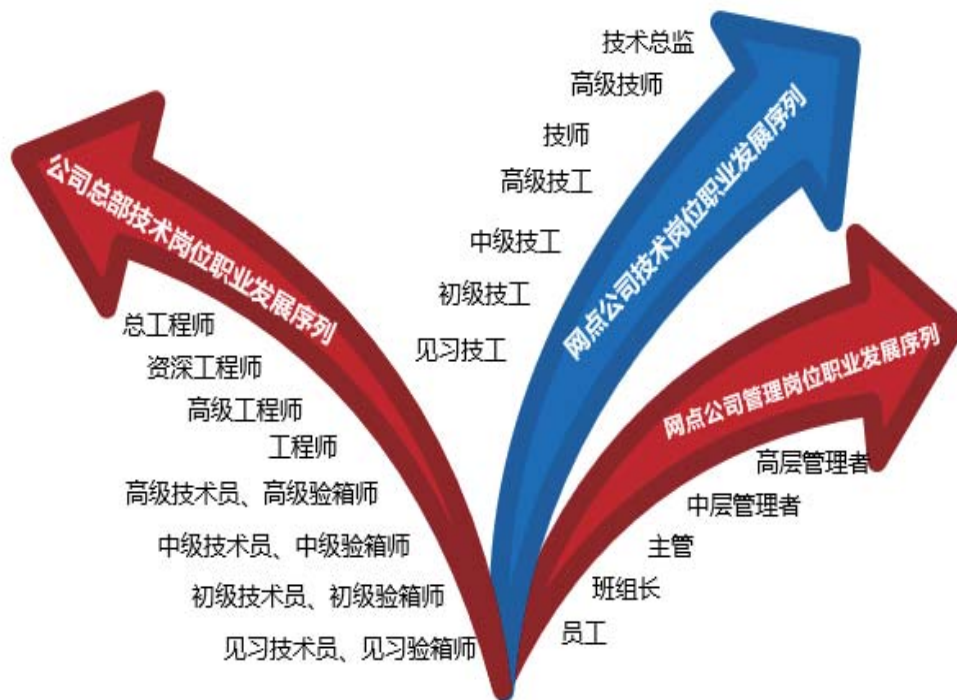 公司总部技术岗位职业发展序列
总工程师
资深工程师
高级工程师
工程师
高级技术员、高级验箱师
中级技术员、中级验箱师
初级技术员、初级验箱师
见习技术员、见习验箱师
网点公司技术岗位职业发展序列
技术总监
高级技师
技师
高级技工
中级技工
初级技工
见习技工
网点公司管理岗位职业发展序列
高层管理者
中层管理者
主管
班组长
员工